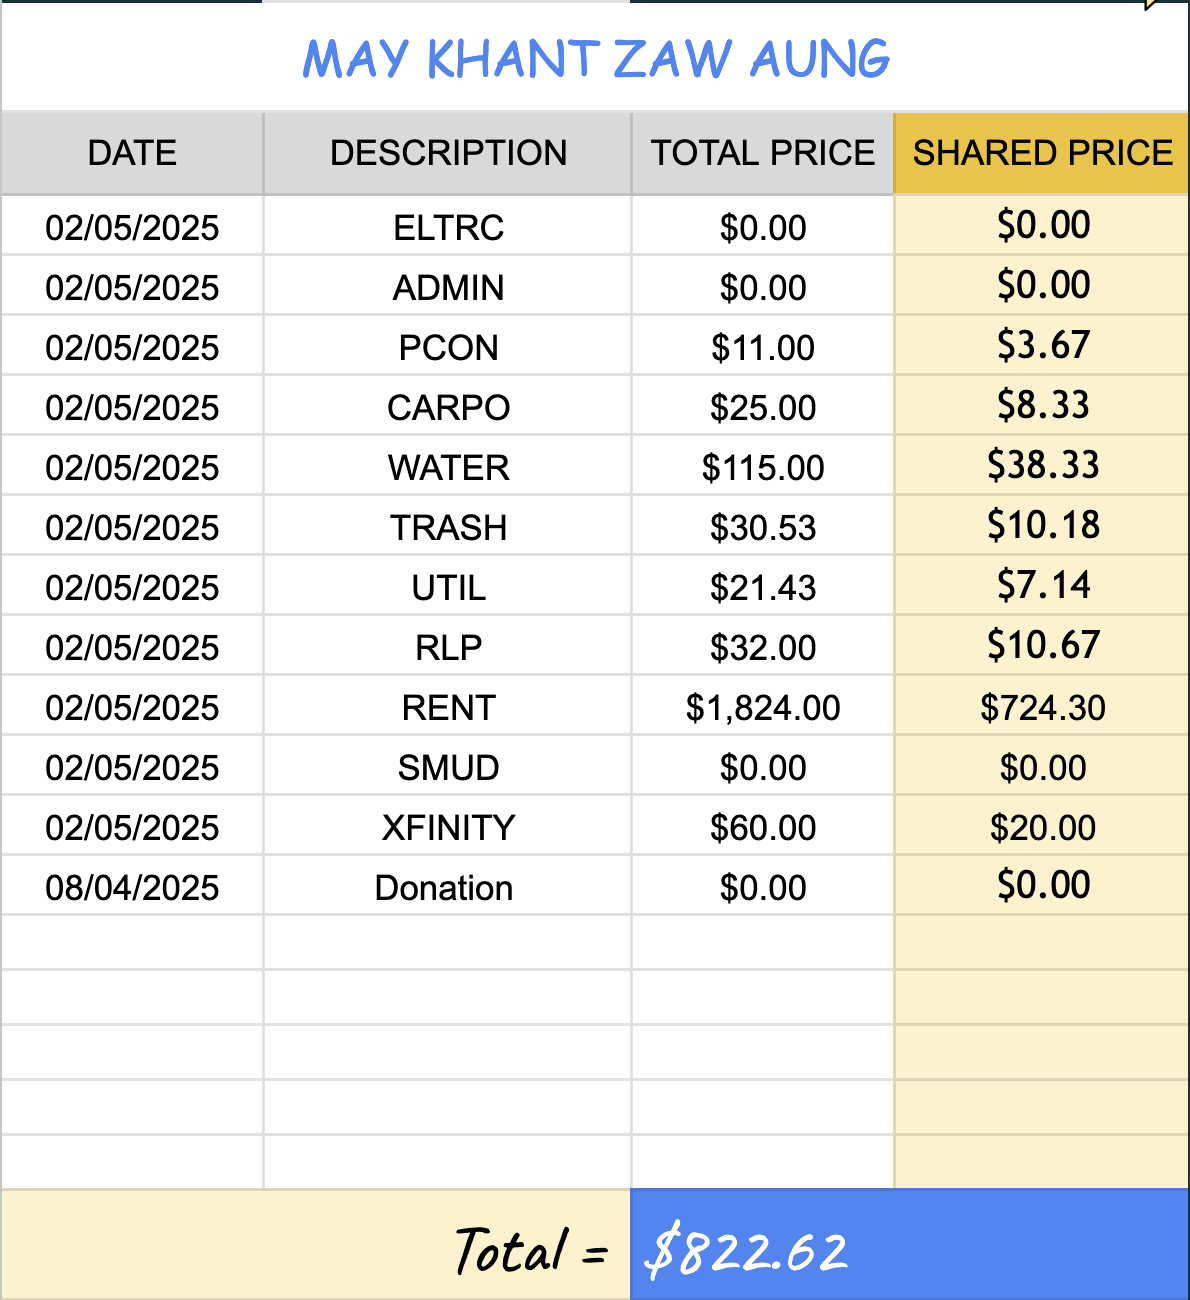 MAY KHANT ZAW AUNG
DATE DESCRIPTION TOTAL PRICE SHARED PRICE
02/05/2025 ELTRC $0.00 $0.00
02/05/2025 ADMIN $0.00 $0.00
02/05/2025 PCON $11.00 $3.67
02/05/2025 CARPO $25.00 $8.33
02/05/2025 WATER $115.00 $38.33
02/05/2025 TRASH $30.53 $10.18
02/05/2025 UTIL $21.43 $7.14
02/05/2025 RLP $32.00 $10.67
02/05/2025 RENT $1,824.00 $724.30
02/05/2025 SMUD $0.00 $0.00
02/05/2025 XFINITY $60.00 $20.00
08/04/2025 Donation $0.00 $0.00
Total = $822.62